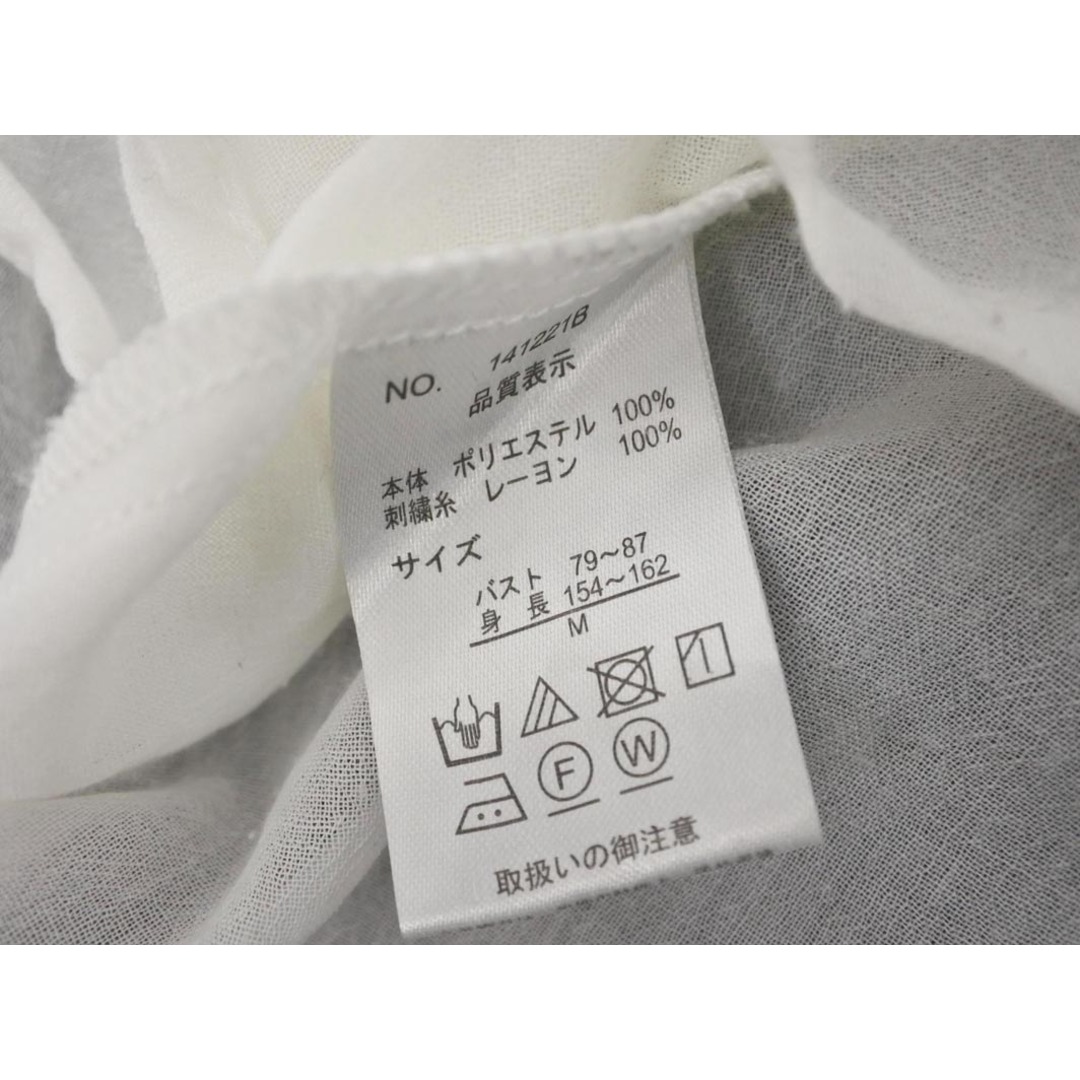 NO. 141221B
品質表示
本体 ポリエステル 100%
刺繍糸 レーヨン 100%
サイズ
バスト 79～87
身長 154～162
M
F W
取扱いの御注意